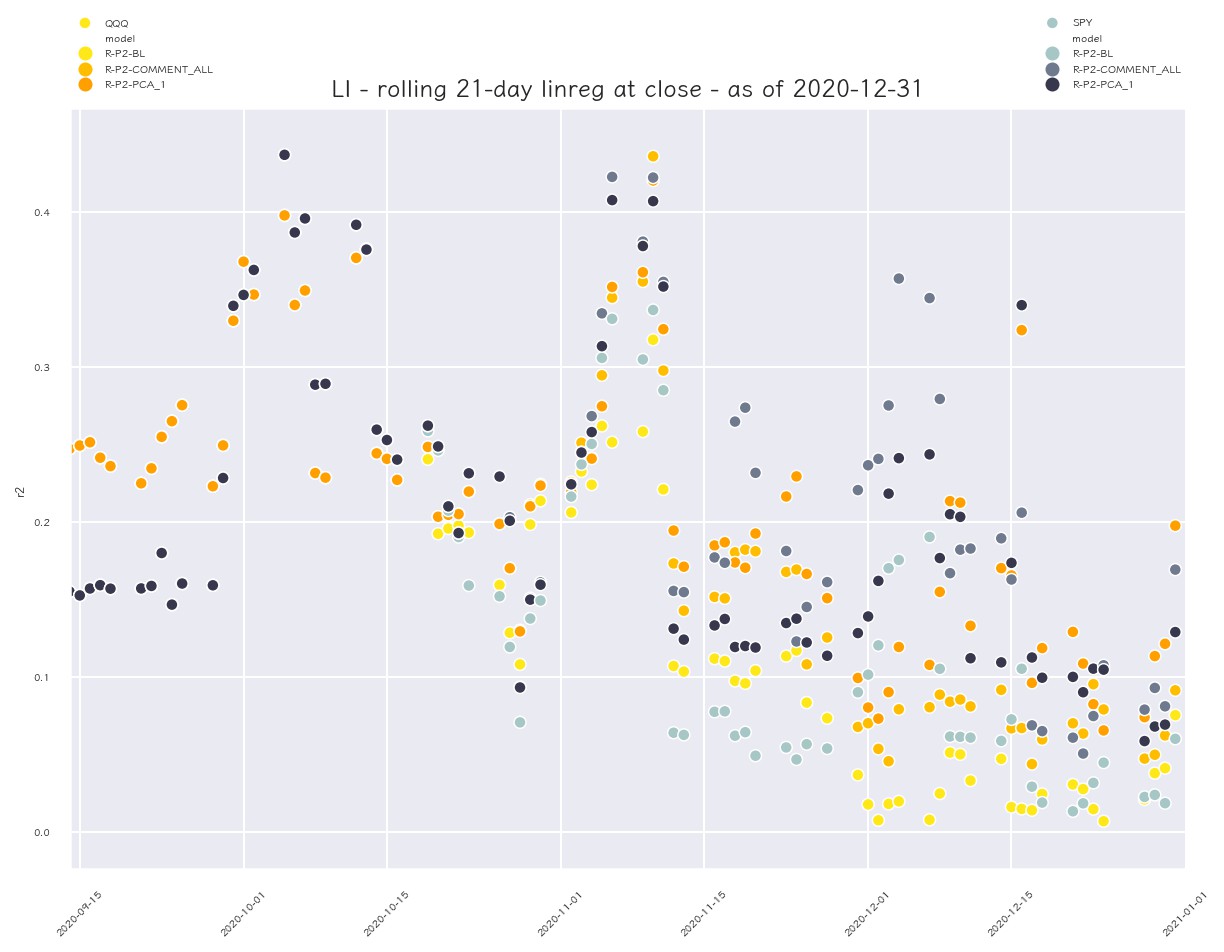 QQQ
model
R-P2-BL
R-P2-COMMENT_ALL
R-P2-PCA_1
SPY
model
R-P2-BL
R-P2-COMMENT_ALL
R-P2-PCA_1
LI - rolling 21-day linreg at close - as of 2020-12-31
r2
0.4
0.3
0.2
0.1
0.0
2020-09-15
2020-10-01
2020-10-15
2020-11-01
2020-11-15
2020-12-01
2020-12-15
2021-01-01